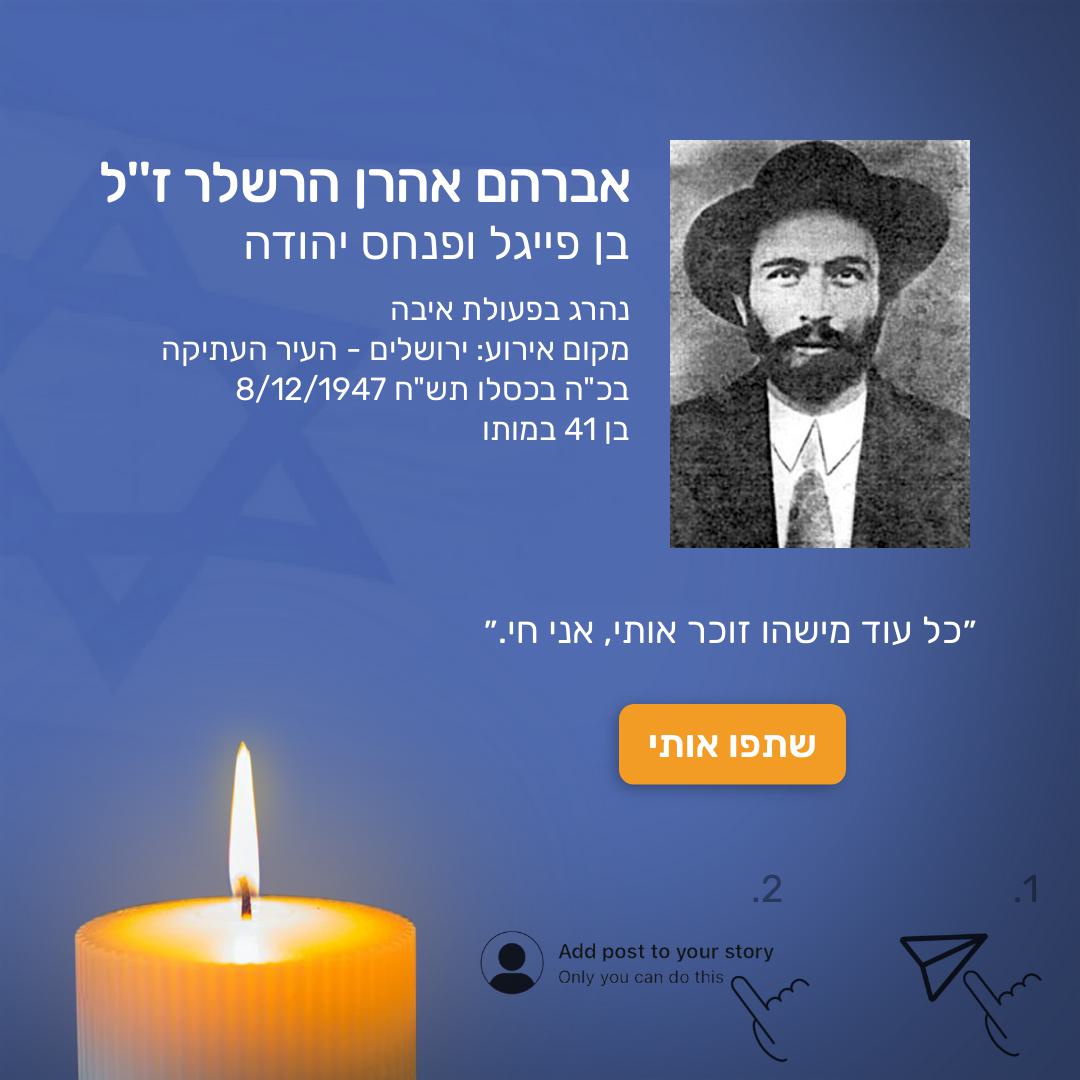 אברהם אהרן הרשלר ז"ל
בן פייגל ופנחס יהודה
נהרג בפעולת איבה
מקום אירוע: ירושלים - העיר העתיקה
בכ"ה בכסלו תש"ח 8/12/1947
בן 41 במותו
״כל עוד מישהו זוכר אותי, אני חי.״
שתפו אותי
1.
2.
Add post to your story
Only you can do this